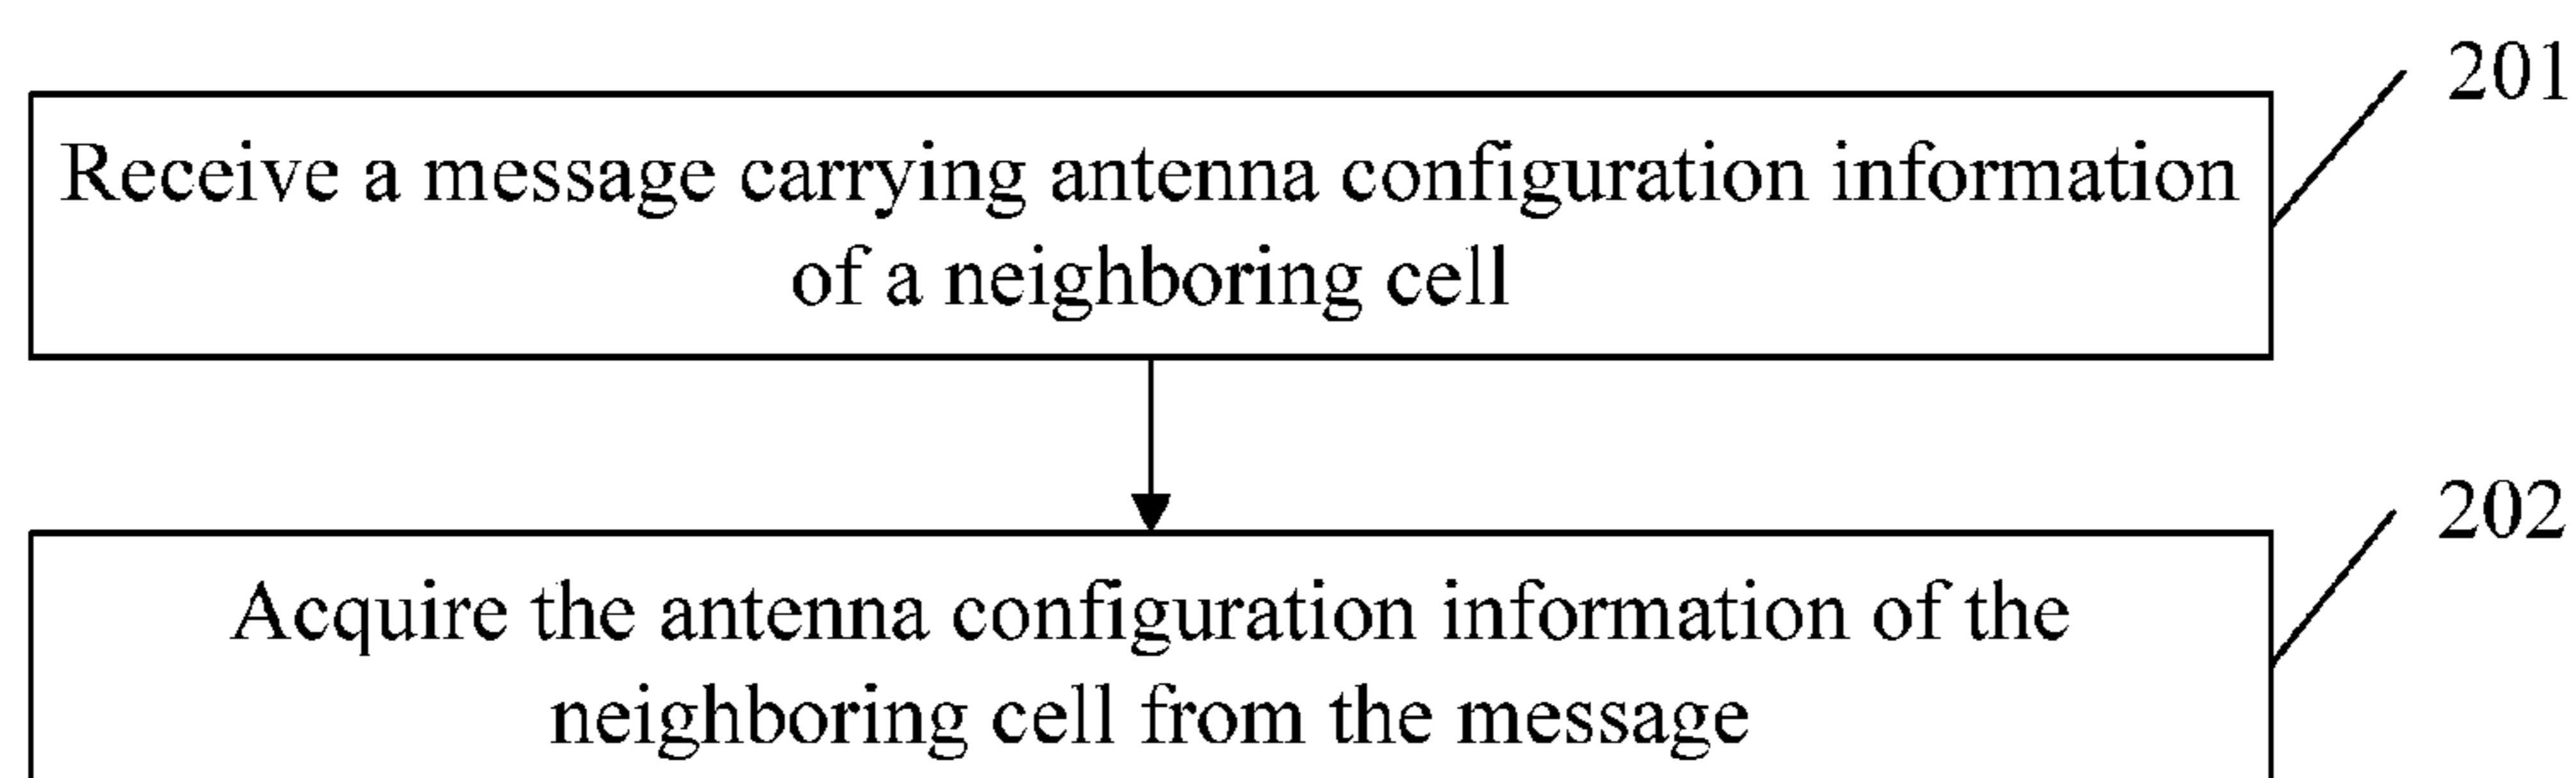 201
Receive a message carrying antenna configuration information
of a neighboring cell
202
Acquire the antenna configuration information of the
neighboring cell from the message